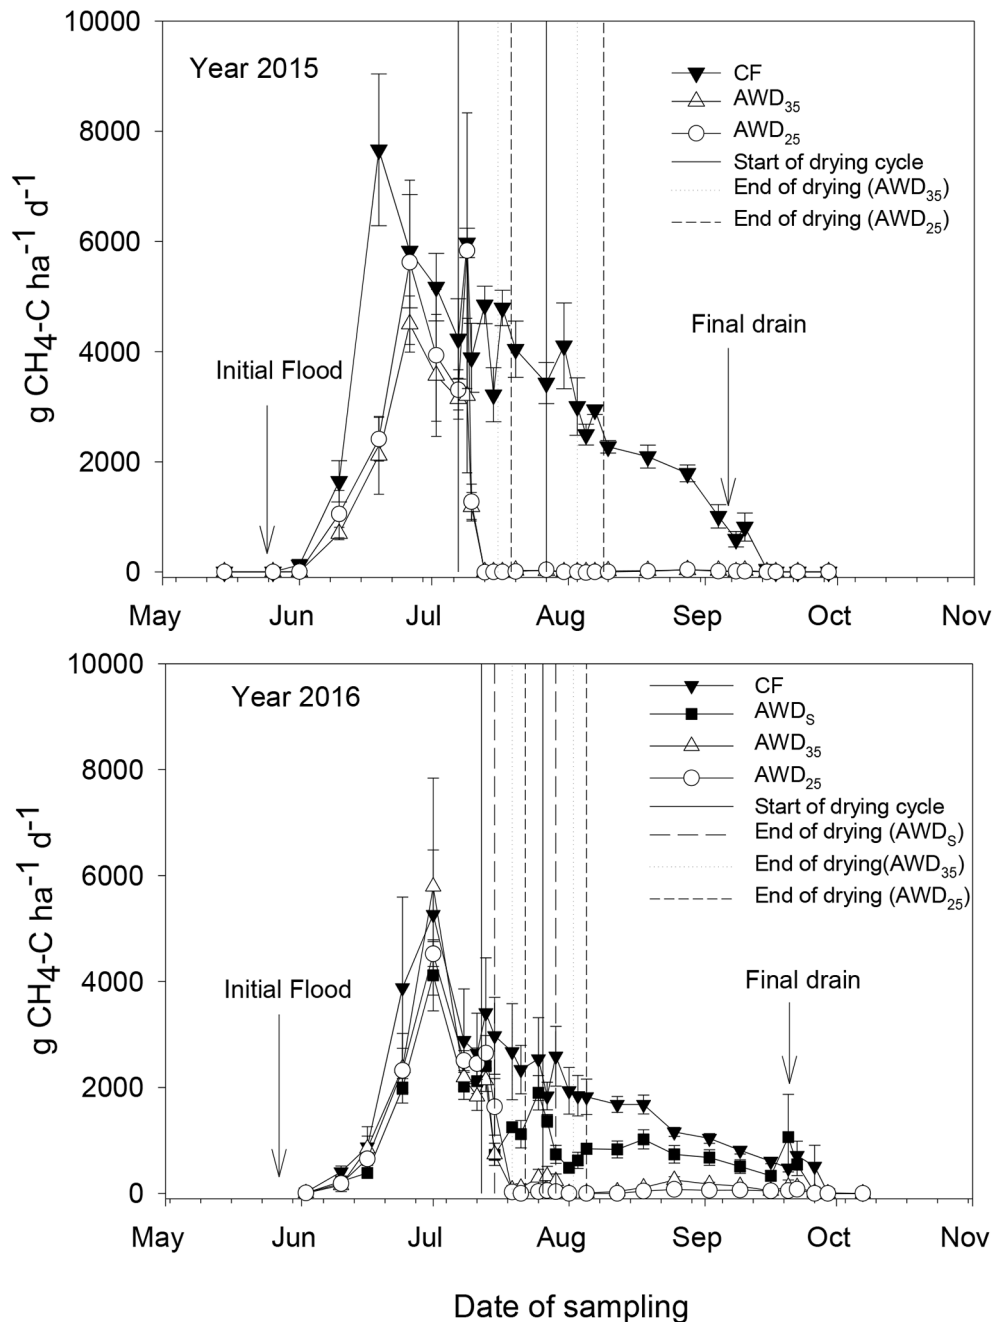 10000
Year 2015
CF
AWD35
AWD25
Start of drying cycle
End of drying (AWD35)
End of drying (AWD25)
8000
6000
4000
2000
0
g CH4-C ha-1 d-1
Initial Flood
Final drain
May Jun Jul Aug Sep Oct Nov
10000
Year 2016
CF
AWDS
AWD35
AWD25
Start of drying cycle
End of drying (AWDS)
End of drying(AWD35)
End of drying (AWD25)
8000
6000
4000
2000
0
g CH4-C ha-1 d-1
Initial Flood
Final drain
May Jun Jul Aug Sep Oct Nov
Date of sampling